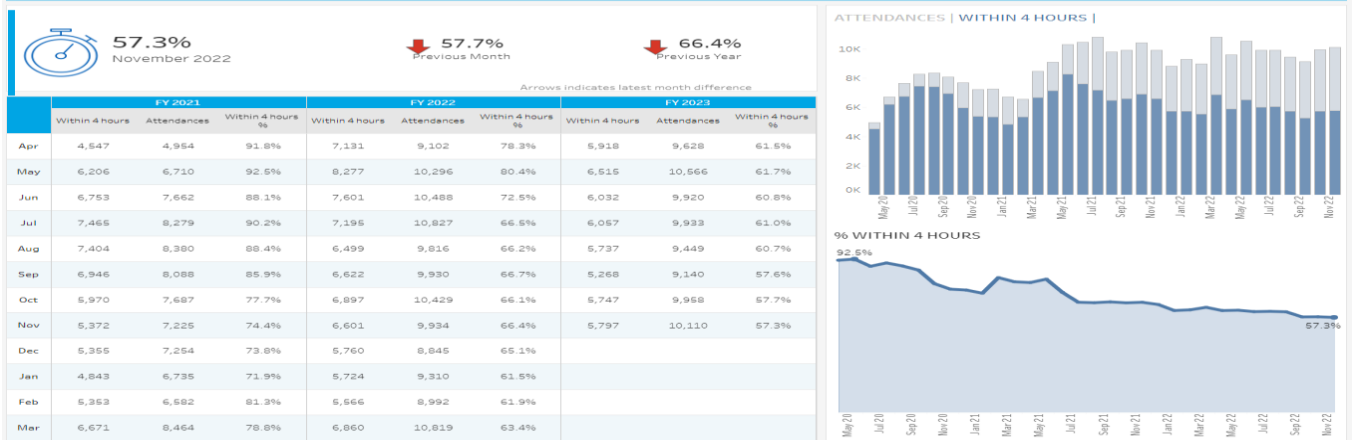 57.3%
November 2022
57.7%
Previous Month
66.4%
Previous Year
Arrows indicates latest month difference
FY 2021 FY 2022 FY 2023
Within 4 hours Attendances Within 4 hours % Within 4 hours Attendances Within 4 hours % Within 4 hours Attendances Within 4 hours %
Apr 4,547 4,954 91.8% 7,131 9,102 78.3% 5,918 9,628 61.5%
May 6,206 6,710 92.5% 8,277 10,296 80.4% 6,515 10,566 61.7%
Jun 6,753 7,662 88.1% 7,601 10,488 72.5% 6,032 9,920 60.8%
Jul 7,465 8,279 90.2% 7,195 10,827 66.5% 6,057 9,933 61.0%
Aug 7,404 8,380 88.4% 6,499 9,816 66.2% 5,737 9,449 60.7%
Sep 6,946 8,088 85.9% 6,622 9,930 66.7% 5,268 9,140 57.6%
Oct 5,970 7,687 77.7% 6,897 10,429 66.1% 5,747 9,958 57.7%
Nov 5,372 7,225 74.4% 6,601 9,934 66.4% 5,797 10,110 57.3%
Dec 5,355 7,254 73.8% 5,760 8,845 65.1%
Jan 4,843 6,735 71.9% 5,724 9,310 61.5%
Feb 5,353 6,582 81.3% 5,566 8,992 61.9%
Mar 6,671 8,464 78.8% 6,860 10,819 63.4%
ATTENDANCES | WITHIN 4 HOURS |
10K
8K
6K
4K
2K
0K
May 20 Jul 20 Sep 20 Nov 20 Jan 21 Mar 21 May 21 Jul 21 Sep 21 Nov 21 Jan 22 Mar 22 May 22 Jul 22 Sep 22 Nov 22
% WITHIN 4 HOURS
92.5%
57.3%
May 20 Jul 20 Sep 20 Nov 20 Jan 21 Mar 21 May 21 Jul 21 Sep 21 Nov 21 Jan 22 Mar 22 May 22 Jul 22 Sep 22 Nov 22